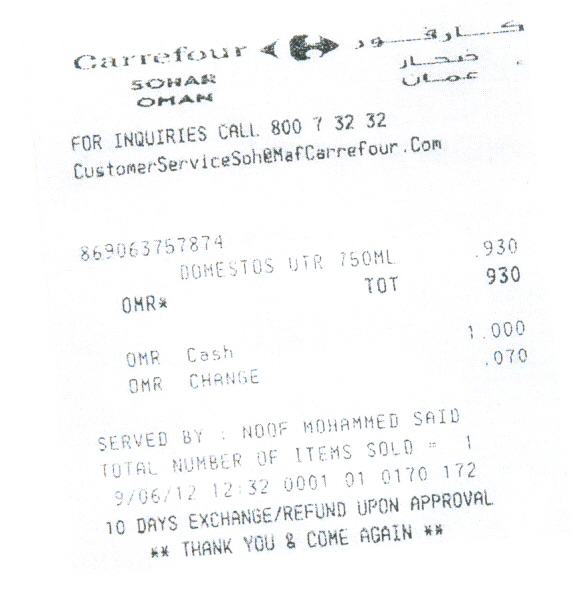 Carrefour كارفور
SOHAR صحار
OMAN عمان
FOR INQUIRIES CALL 800 7 32 32
CustomerServiceSoh@MafCarrefour.Com
869063757874
DOMESTOS UTR 750ML .930
OMR* TOT 930
OMR Cash 1.000
OMR CHANGE .070
SERVED BY : NOOF MOHAMMED SAID
TOTAL NUMBER OF ITEMS SOLD = 1
9/06/12 12:32 0001 01 0170 172
10 DAYS EXCHANGE/REFUND UPON APPROVAL
** THANK YOU & COME AGAIN **